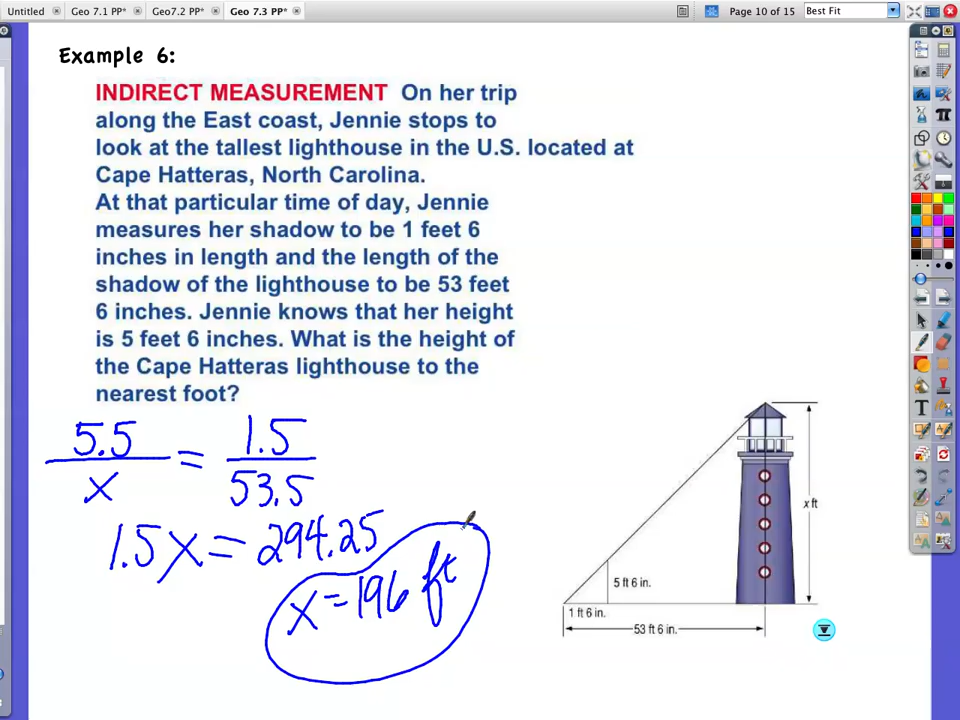 Untitled
Geo 7.1 PP*
Geo7.2 PP*
Geo 7.3 PP*
Page 10 of 15
Best Fit
Example 6:
INDIRECT MEASUREMENT On her trip
along the East coast, Jennie stops to
look at the tallest lighthouse in the U.S. located at
Cape Hatteras, North Carolina.
At that particular time of day, Jennie
measures her shadow to be 1 feet 6
inches in length and the length of the
shadow of the lighthouse to be 53 feet
6 inches. Jennie knows that her height
is 5 feet 6 inches. What is the height of
the Cape Hatteras lighthouse to the
nearest foot?
5.5 / x = 1.5 / 53.5
1.5x = 294.25
x = 196 ft
x ft
5 ft 6 in.
1 ft 6 in.
53 ft 6 in.